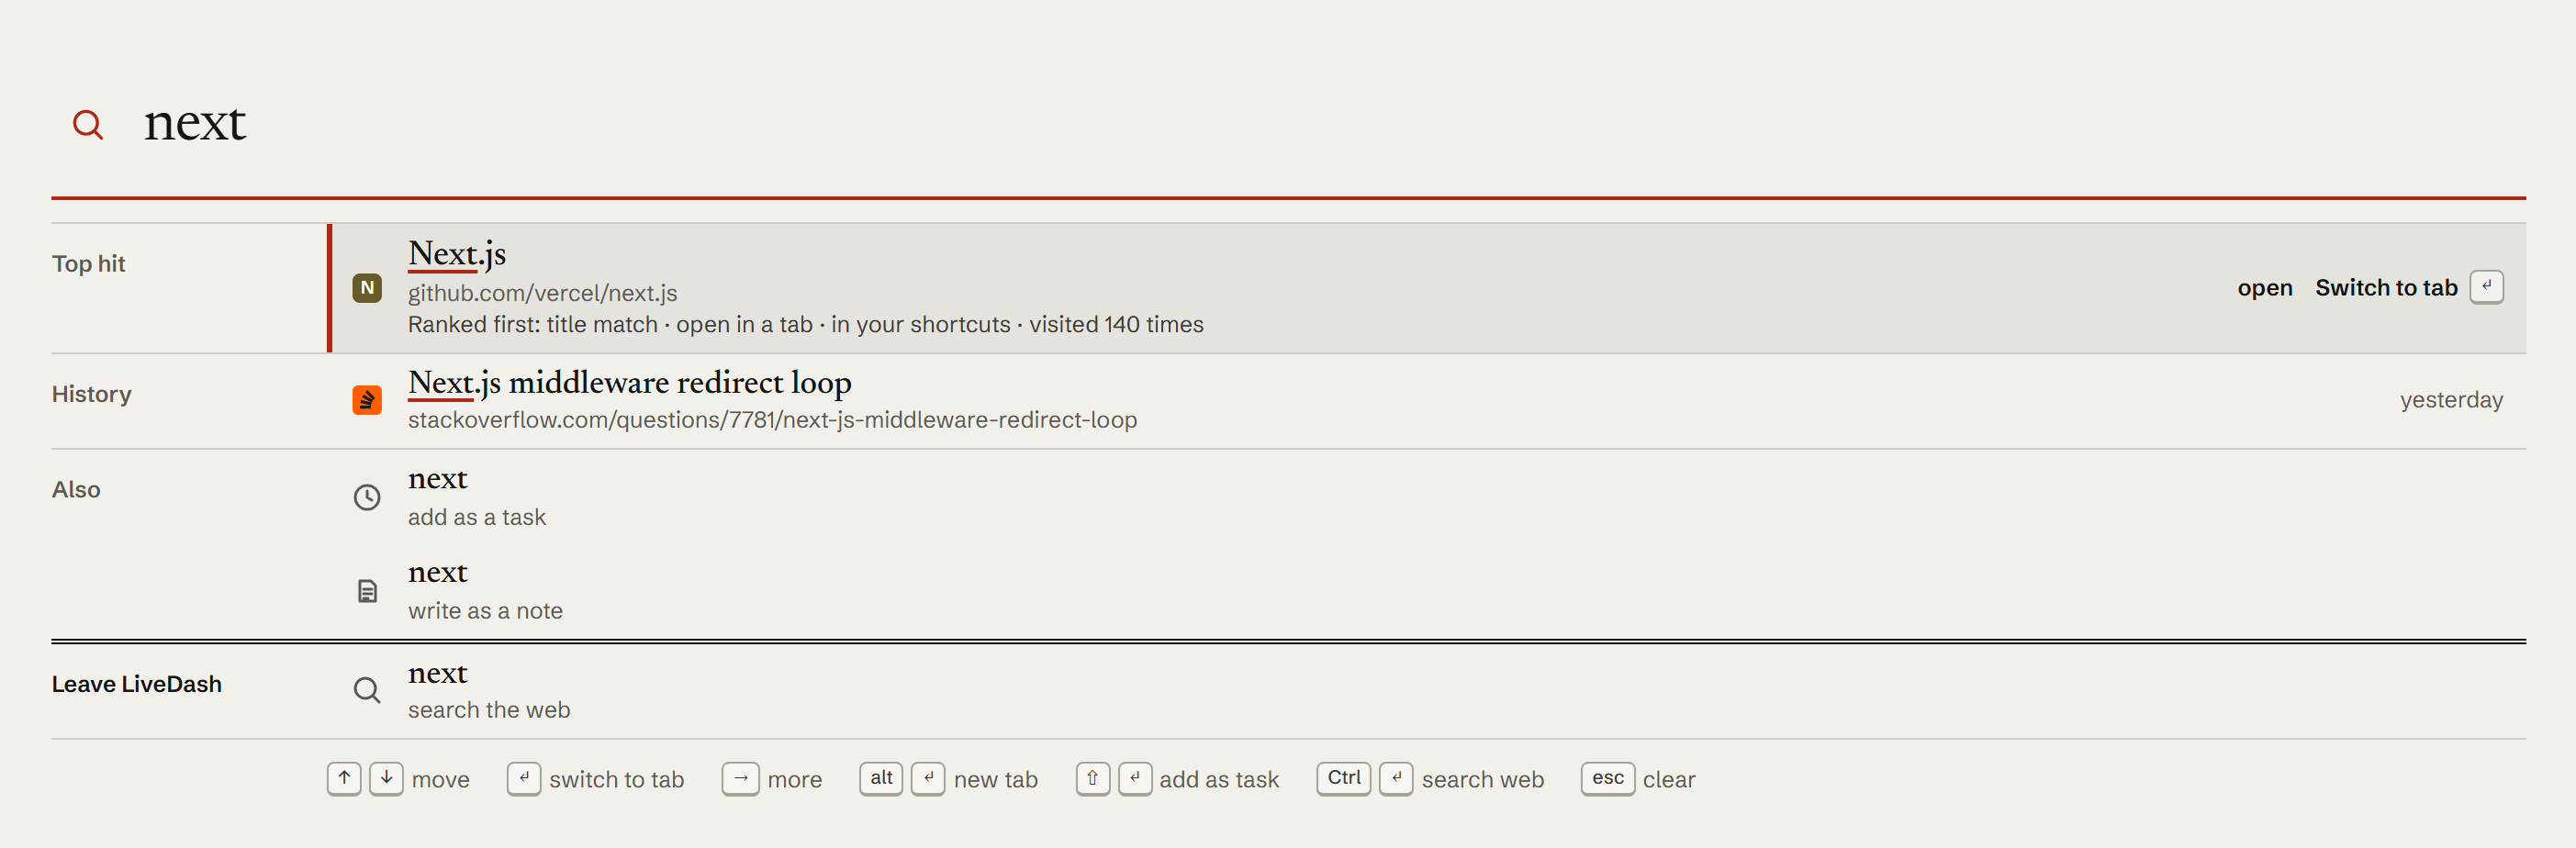 next
Top hit
N
Next.js
github.com/vercel/next.js
Ranked first: title match · open in a tab · in your shortcuts · visited 140 times
open Switch to tab ↵
History
Next.js middleware redirect loop
stackoverflow.com/questions/7781/next-js-middleware-redirect-loop
yesterday
Also
next
add as a task
next
write as a note
Leave LiveDash
next
search the web
↑ ↓ move ↵ switch to tab → more alt ↵ new tab ⇧ ↵ add as task Ctrl ↵ search web esc clear